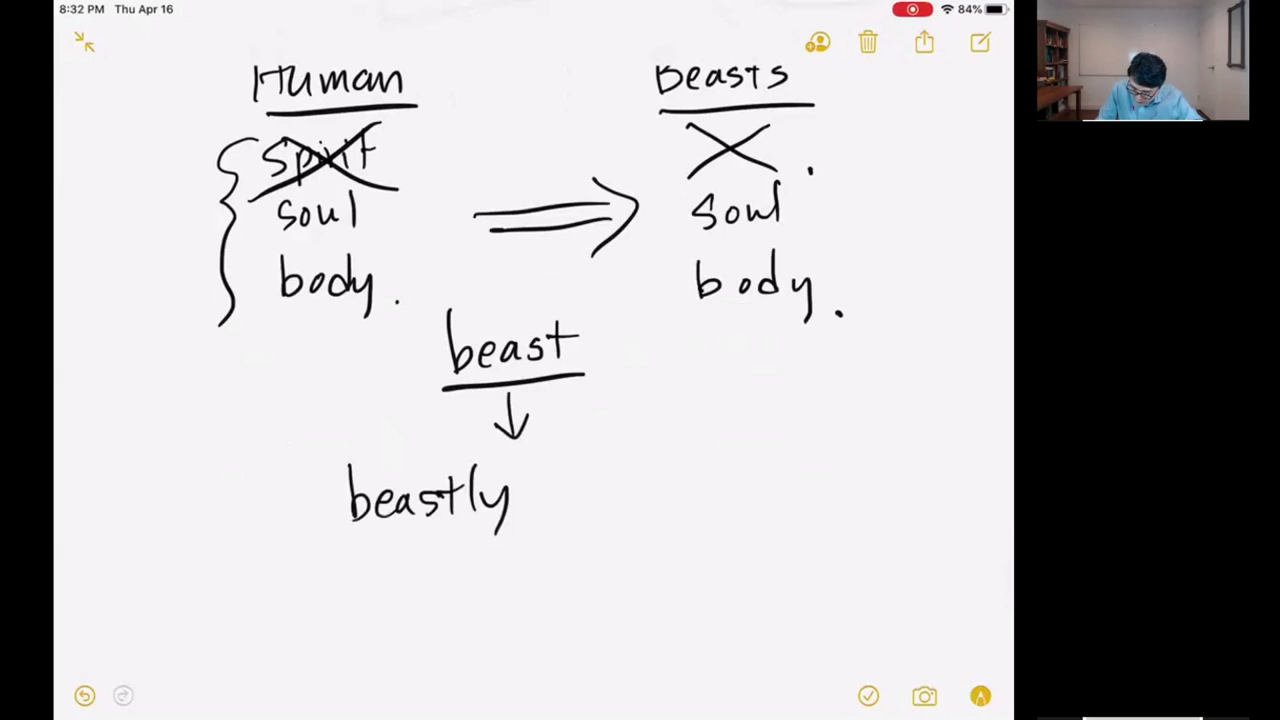 8:32 PM Thu Apr 16 84%
Human Beasts
spirit
soul soul
body. body.
beast
beastly